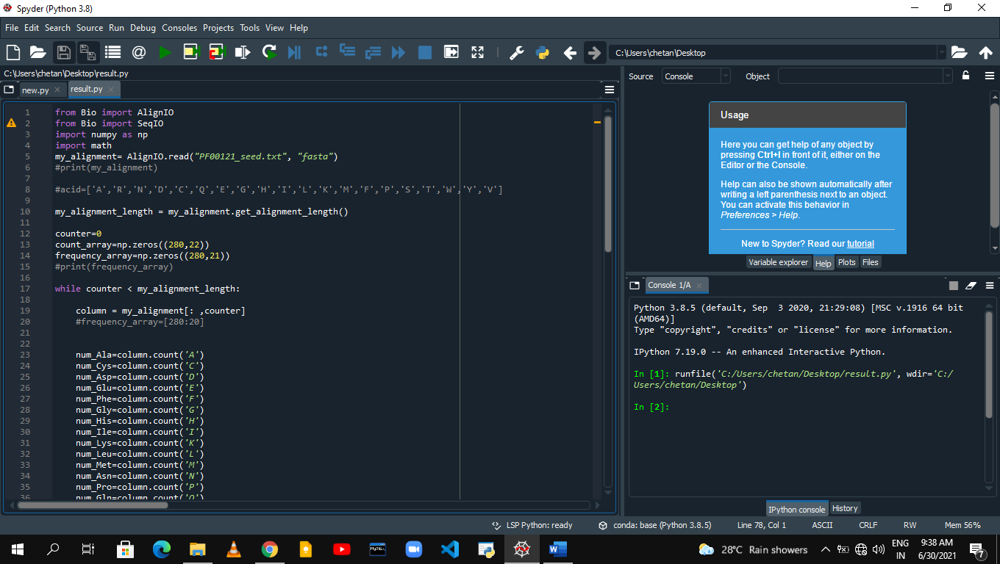 Spyder (Python 3.8)
File Edit Search Source Run Debug Consoles Projects Tools View Help
C:\Users\chetan\Desktop
C:\Users\chetan\Desktop\result.py
new.py
result.py
1 from Bio import AlignIO
2 from Bio import SeqIO
3 import numpy as np
4 import math
5 my_alignment= AlignIO.read("PF00121_seed.txt", "fasta")
6 #print(my_alignment)
7
8 #acid=['A','R','N','D','C','Q','E','G','H','I','L','K','M','F','P','S','T','W','Y','V']
9
10 my_alignment_length = my_alignment.get_alignment_length()
11
12 counter=0
13 count_array=np.zeros((280,22))
14 frequency_array=np.zeros((280,21))
15 #print(frequency_array)
16
17 while counter < my_alignment_length:
18
19 column = my_alignment[: ,counter]
20 #frequency_array=[280:20]
21
22
23 num_Ala=column.count('A')
24 num_Cys=column.count('C')
25 num_Asp=column.count('D')
26 num_Glu=column.count('E')
27 num_Phe=column.count('F')
28 num_Gly=column.count('G')
29 num_His=column.count('H')
30 num_Ile=column.count('I')
31 num_Lys=column.count('K')
32 num_Leu=column.count('L')
33 num_Met=column.count('M')
34 num_Asn=column.count('N')
35 num_Pro=column.count('P')
36 num_Gln=column.count('Q')
Source Console Object
Usage
Here you can get help of any object by
pressing Ctrl+I in front of it, either on the
Editor or the Console.
Help can also be shown automatically after
writing a left parenthesis next to an object.
You can activate this behavior in
Preferences > Help.
New to Spyder? Read our tutorial
Variable explorer Help Plots Files
Console 1/A
Python 3.8.5 (default, Sep  3 2020, 21:29:08) [MSC v.1916 64 bit
(AMD64)]
Type "copyright", "credits" or "license" for more information.
IPython 7.19.0 -- An enhanced Interactive Python.
In [1]: runfile('C:/Users/chetan/Desktop/result.py', wdir='C:/
Users/chetan/Desktop')
In [2]:
IPython console History
LSP Python: ready conda: base (Python 3.8.5) Line 78, Col 1 ASCII CRLF RW Mem 56%
MySQL
28°C Rain showers
ENG
IN
9:38 AM
6/30/2021
7